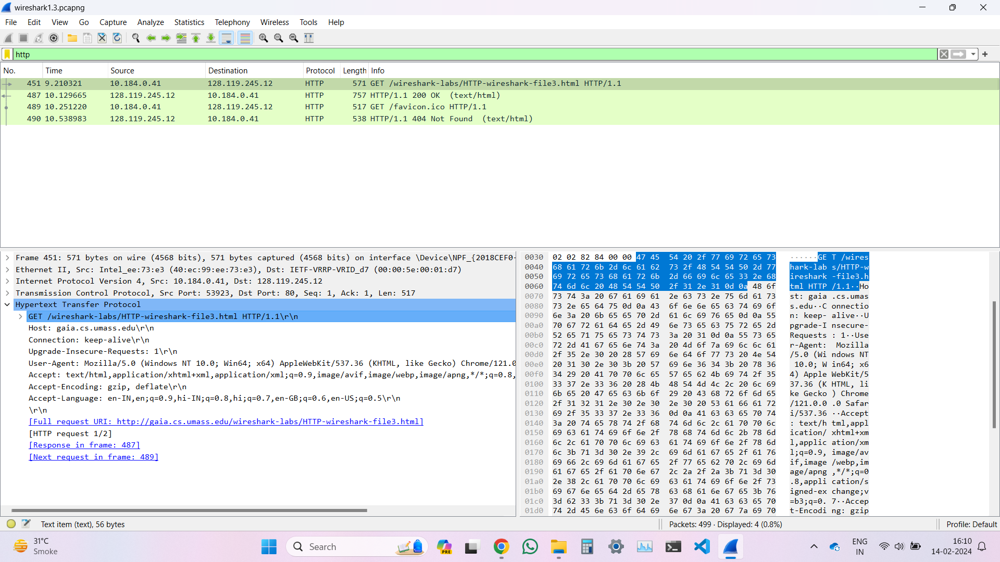 wireshark1.3.pcapng
File Edit View Go Capture Analyze Statistics Telephony Wireless Tools Help
http
No. Time Source Destination Protocol Length Info
451 9.210321 10.184.0.41 128.119.245.12 HTTP 571 GET /wireshark-labs/HTTP-wireshark-file3.html HTTP/1.1
487 10.129665 128.119.245.12 10.184.0.41 HTTP 757 HTTP/1.1 200 OK (text/html)
489 10.251220 10.184.0.41 128.119.245.12 HTTP 517 GET /favicon.ico HTTP/1.1
490 10.538983 128.119.245.12 10.184.0.41 HTTP 538 HTTP/1.1 404 Not Found (text/html)
Frame 451: 571 bytes on wire (4568 bits), 571 bytes captured (4568 bits) on interface \Device\NPF_{2018CEF0-
Ethernet II, Src: Intel_ee:73:e3 (40:ec:99:ee:73:e3), Dst: IETF-VRRP-VRID_d7 (00:00:5e:00:01:d7)
Internet Protocol Version 4, Src: 10.184.0.41, Dst: 128.119.245.12
Transmission Control Protocol, Src Port: 53923, Dst Port: 80, Seq: 1, Ack: 1, Len: 517
Hypertext Transfer Protocol
GET /wireshark-labs/HTTP-wireshark-file3.html HTTP/1.1\r\n
Host: gaia.cs.umass.edu\r\n
Connection: keep-alive\r\n
Upgrade-Insecure-Requests: 1\r\n
User-Agent: Mozilla/5.0 (Windows NT 10.0; Win64; x64) AppleWebKit/537.36 (KHTML, like Gecko) Chrome/121.0
Accept: text/html,application/xhtml+xml,application/xml;q=0.9,image/avif,image/webp,image/apng,*/*;q=0.8,
Accept-Encoding: gzip, deflate\r\n
Accept-Language: en-IN,en;q=0.9,hi-IN;q=0.8,hi;q=0.7,en-GB;q=0.6,en-US;q=0.5\r\n
\r\n
[Full request URI: http://gaia.cs.umass.edu/wireshark-labs/HTTP-wireshark-file3.html]
[HTTP request 1/2]
[Response in frame: 487]
[Next request in frame: 489]
0030 02 02 82 84 00 00 47 45 54 20 2f 77 69 72 65 73 ······GE T /wires
0040 68 61 72 6b 2d 6c 61 62 73 2f 48 54 54 50 2d 77 hark-lab s/HTTP-w
0050 69 72 65 73 68 61 72 6b 2d 66 69 6c 65 33 2e 68 ireshark -file3.h
0060 74 6d 6c 20 48 54 54 50 2f 31 2e 31 0d 0a 48 6f tml HTTP /1.1··Ho
0070 73 74 3a 20 67 61 69 61 2e 63 73 2e 75 6d 61 73 st: gaia .cs.umas
0080 73 2e 65 64 75 0d 0a 43 6f 6e 6e 65 63 74 69 6f s.edu··C onnectio
0090 6e 3a 20 6b 65 65 70 2d 61 6c 69 76 65 0d 0a 55 n: keep- alive··U
00a0 70 67 72 61 64 65 2d 49 6e 73 65 63 75 72 65 2d pgrade-I nsecure-
00b0 52 65 71 75 65 73 74 73 3a 20 31 0d 0a 55 73 65 Requests : 1··Use
00c0 72 2d 41 67 65 6e 74 3a 20 4d 6f 7a 69 6c 6c 61 r-Agent: Mozilla
00d0 2f 35 2e 30 20 28 57 69 6e 64 6f 77 73 20 4e 54 /5.0 (Wi ndows NT
00e0 20 31 30 2e 30 3b 20 57 69 6e 36 34 3b 20 78 36 10.0; W in64; x6
00f0 34 29 20 41 70 70 6c 65 57 65 62 4b 69 74 2f 35 4) Apple WebKit/5
0100 33 37 2e 33 36 20 28 4b 48 54 4d 4c 2c 20 6c 69 37.36 (K HTML, li
0110 6b 65 20 47 65 63 6b 6f 29 20 43 68 72 6f 6d 65 ke Gecko ) Chrome
0120 2f 31 32 31 2e 30 2e 30 2e 30 20 53 61 66 61 72 /121.0.0 .0 Safar
0130 69 2f 35 33 37 2e 33 36 0d 0a 41 63 63 65 70 74 i/537.36 ··Accept
0140 3a 20 74 65 78 74 2f 68 74 6d 6c 2c 61 70 70 6c : text/h tml,appl
0150 69 63 61 74 69 6f 6e 2f 78 68 74 6d 6c 2b 78 6d ication/ xhtml+xm
0160 6c 2c 61 70 70 6c 69 63 61 74 69 6f 6e 2f 78 6d l,applic ation/xm
0170 6c 3b 71 3d 30 2e 39 2c 69 6d 61 67 65 2f 61 76 l;q=0.9, image/av
0180 69 66 2c 69 6d 61 67 65 2f 77 65 62 70 2c 69 6d if,image /webp,im
0190 61 67 65 2f 61 70 6e 67 2c 2a 2f 2a 3b 71 3d 30 age/apng ,*/*;q=0
01a0 2e 38 2c 61 70 70 6c 69 63 61 74 69 6f 6e 2f 73 .8,appli cation/s
01b0 69 67 6e 65 64 2d 65 78 63 68 61 6e 67 65 3b 76 igned-ex change;v
01c0 3d 62 33 3b 71 3d 30 2e 37 0d 0a 41 63 63 65 70 =b3;q=0. 7··Accep
01d0 74 2d 45 6e 63 6f 64 69 6e 67 3a 20 67 7a 69 70 t-Encodi ng: gzip
Text item (text), 56 bytes Packets: 499 · Displayed: 4 (0.8%) Profile: Default
31°C
Smoke
Search
PRE
ENG
IN
16:10
14-02-2024